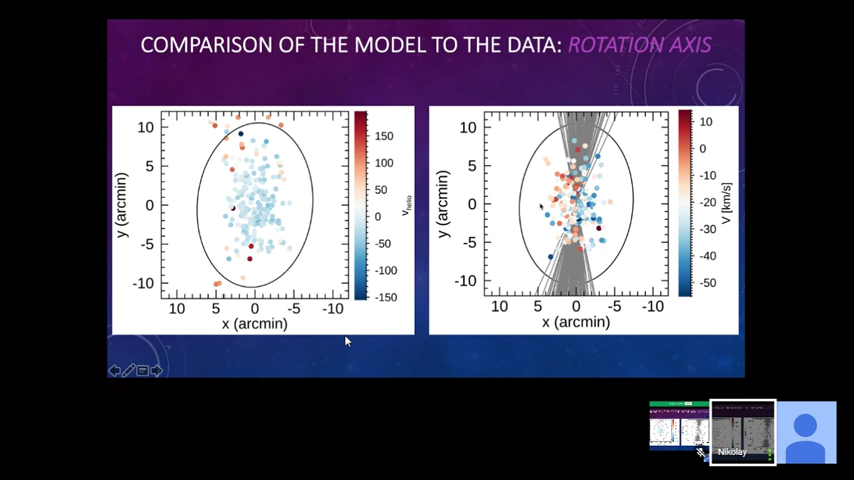 COMPARISON OF THE MODEL TO THE DATA: ROTATION AXIS
10
5
0
-5
-10
y (arcmin)
10 5 0 -5 -10
x (arcmin)
150
100
50
0
-50
-100
-150
vhelio
10
5
0
-5
-10
y (arcmin)
10 5 0 -5 -10
x (arcmin)
10
0
-10
-20
-30
-40
-50
V [km/s]
Nikolay